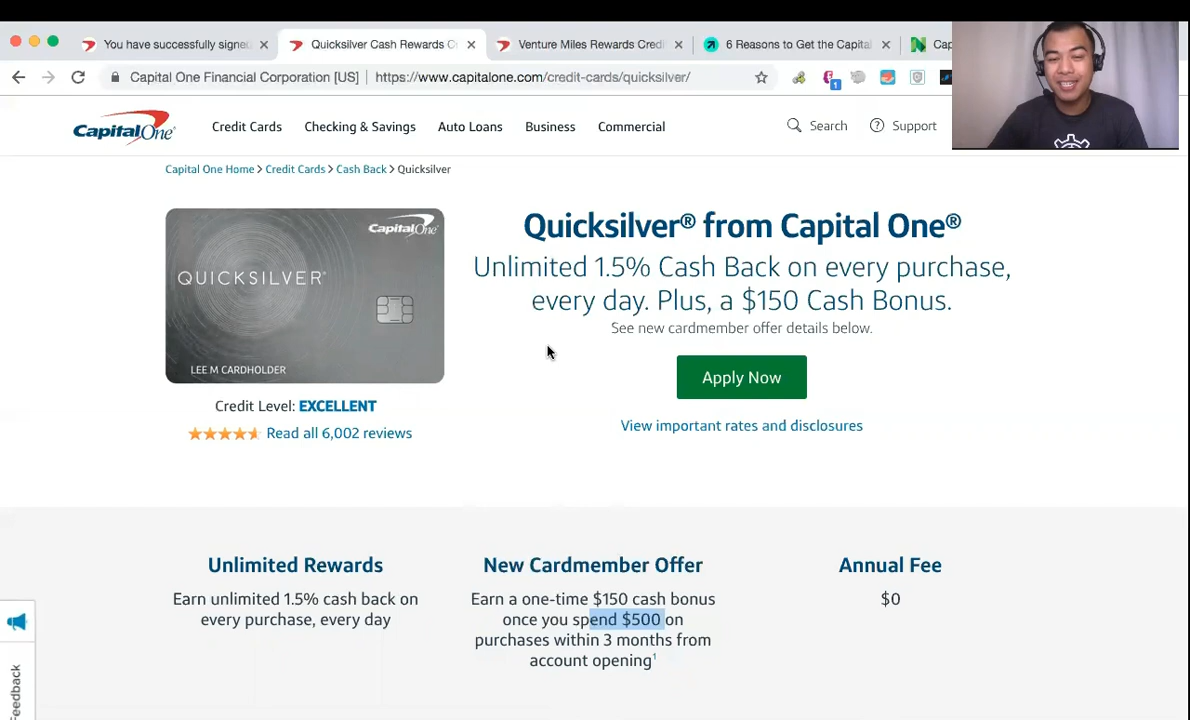 You have successfully signe
Quicksilver Cash Rewards C
Venture Miles Rewards Credi
6 Reasons to Get the Capital
Cap
Capital One Financial Corporation [US]
https://www.capitalone.com/credit-cards/quicksilver/
1
Capital One
Credit Cards
Checking & Savings
Auto Loans
Business
Commercial
Search
Support
Capital One Home > Credit Cards > Cash Back > Quicksilver
Capital One
QUICKSILVER®
LEE M CARDHOLDER
Credit Level: EXCELLENT
Read all 6,002 reviews
Quicksilver® from Capital One®
Unlimited 1.5% Cash Back on every purchase,
every day. Plus, a $150 Cash Bonus.
See new cardmember offer details below.
Apply Now
View important rates and disclosures
Unlimited Rewards
Earn unlimited 1.5% cash back on
every purchase, every day
New Cardmember Offer
Earn a one-time $150 cash bonus
once you spend $500 on
purchases within 3 months from
account opening1
Annual Fee
$0
Feedback